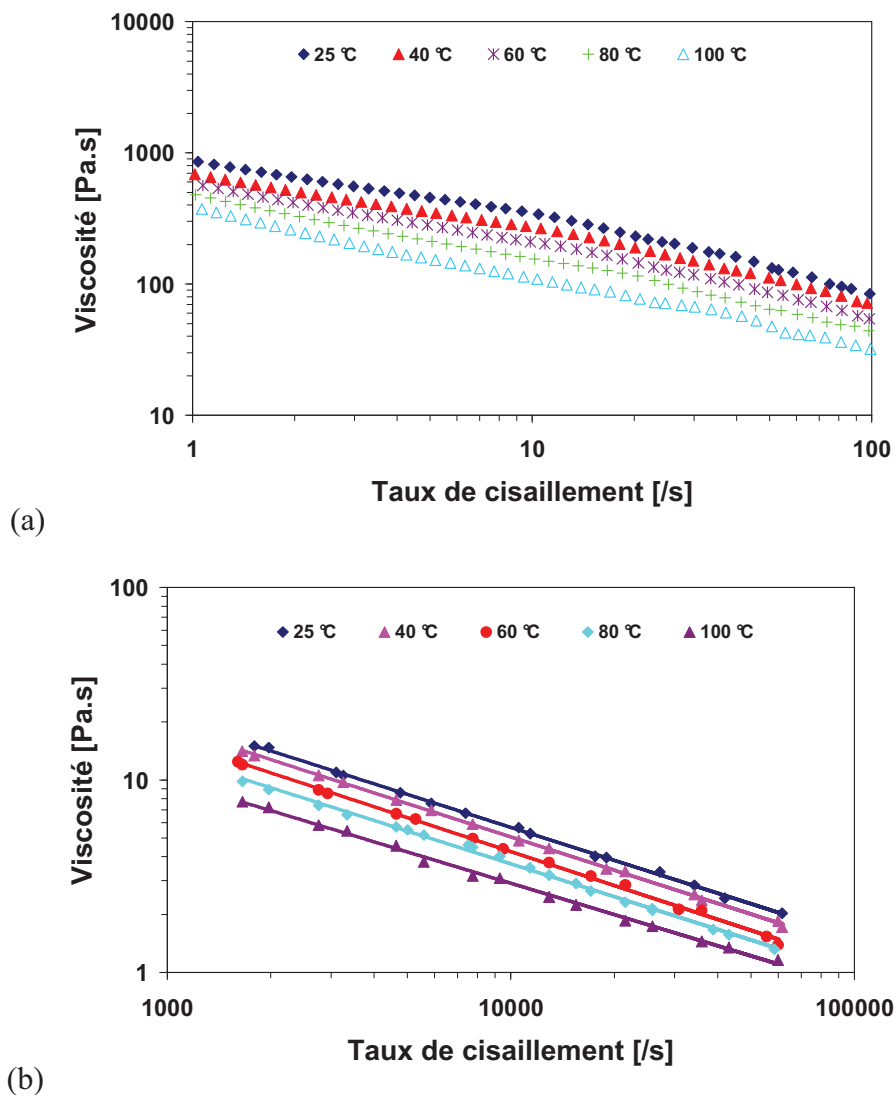 10000
25 °C 40 °C 60 °C 80 °C 100 °C
1000
100
10
Viscosité [Pa.s]
1 10 100
Taux de cisaillement [/s]
(a)
100
25 °C 40 °C 60 °C 80 °C 100 °C
10
1
Viscosité [Pa.s]
1000 10000 100000
Taux de cisaillement [/s]
(b)